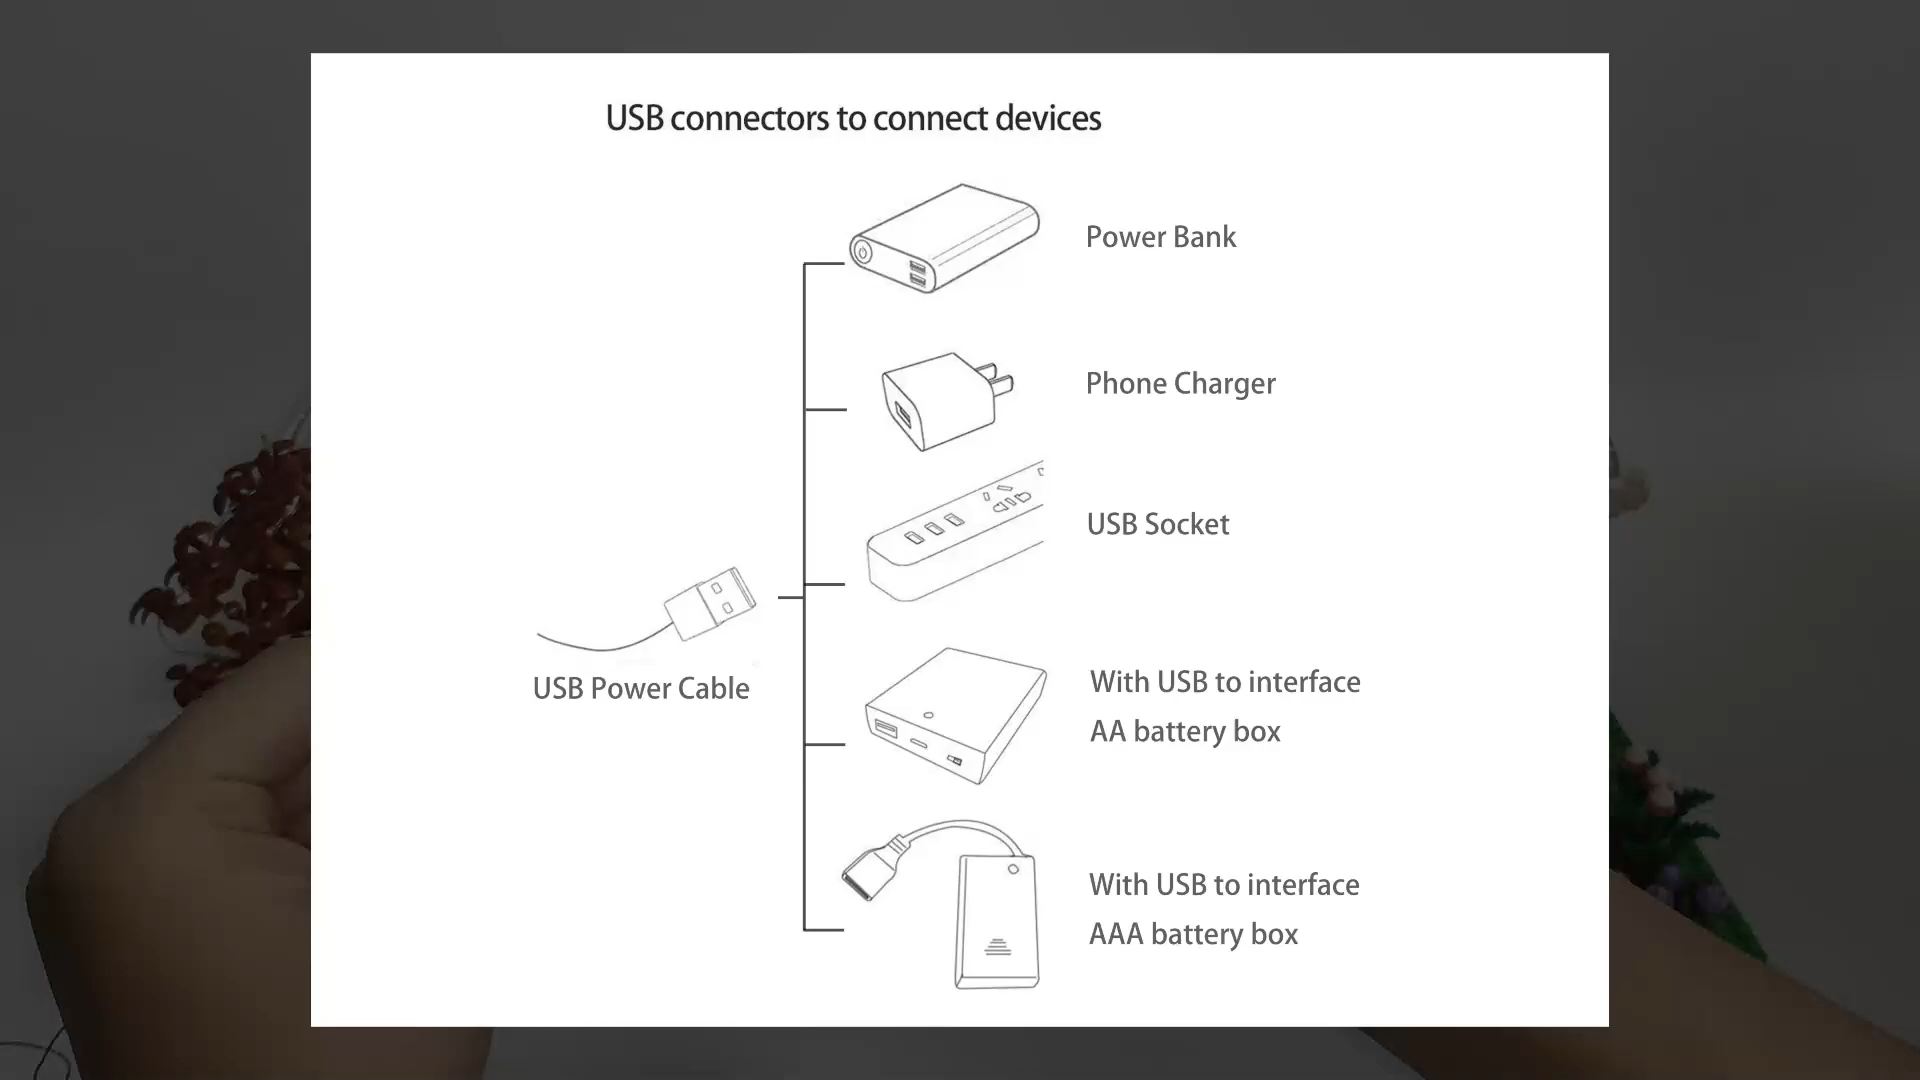 USB connectors to connect devices
Power Bank
Phone Charger
USB Socket
USB Power Cable
With USB to interface
AA battery box
With USB to interface
AAA battery box